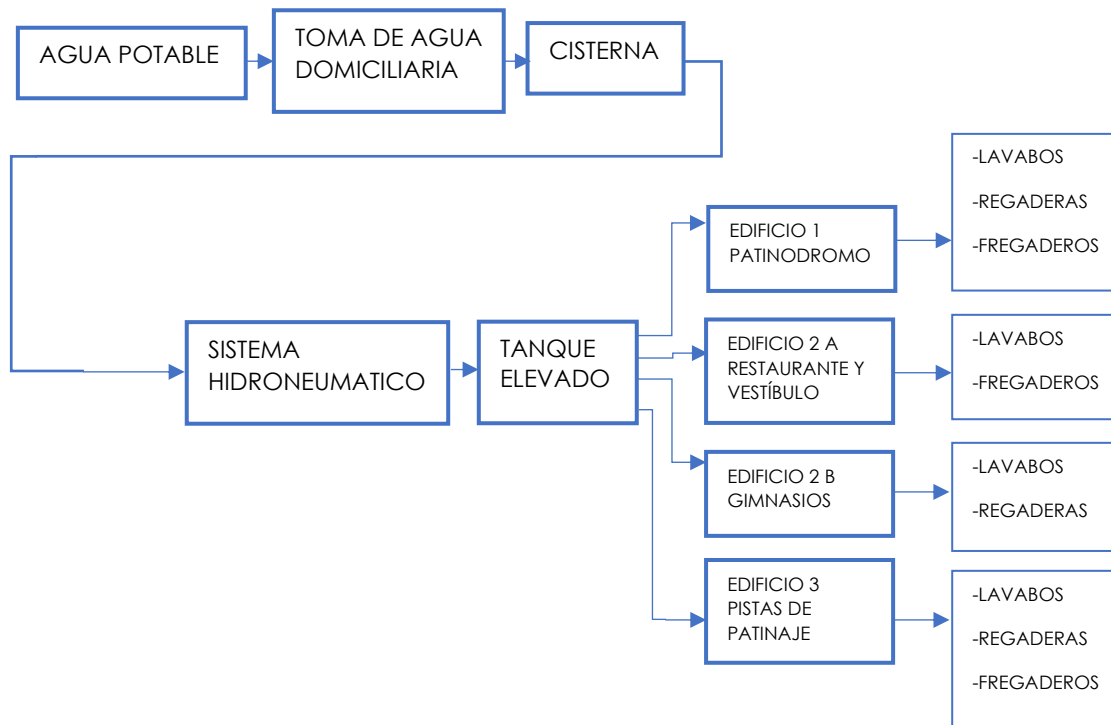 AGUA POTABLE
TOMA DE AGUA
DOMICILIARIA
CISTERNA
SISTEMA
HIDRONEUMATICO
TANQUE
ELEVADO
EDIFICIO 1
PATINODROMO
-LAVABOS
-REGADERAS
-FREGADEROS
EDIFICIO 2 A
RESTAURANTE Y
VESTÍBULO
-LAVABOS
-FREGADEROS
EDIFICIO 2 B
GIMNASIOS
-LAVABOS
-REGADERAS
EDIFICIO 3
PISTAS DE
PATINAJE
-LAVABOS
-REGADERAS
-FREGADEROS